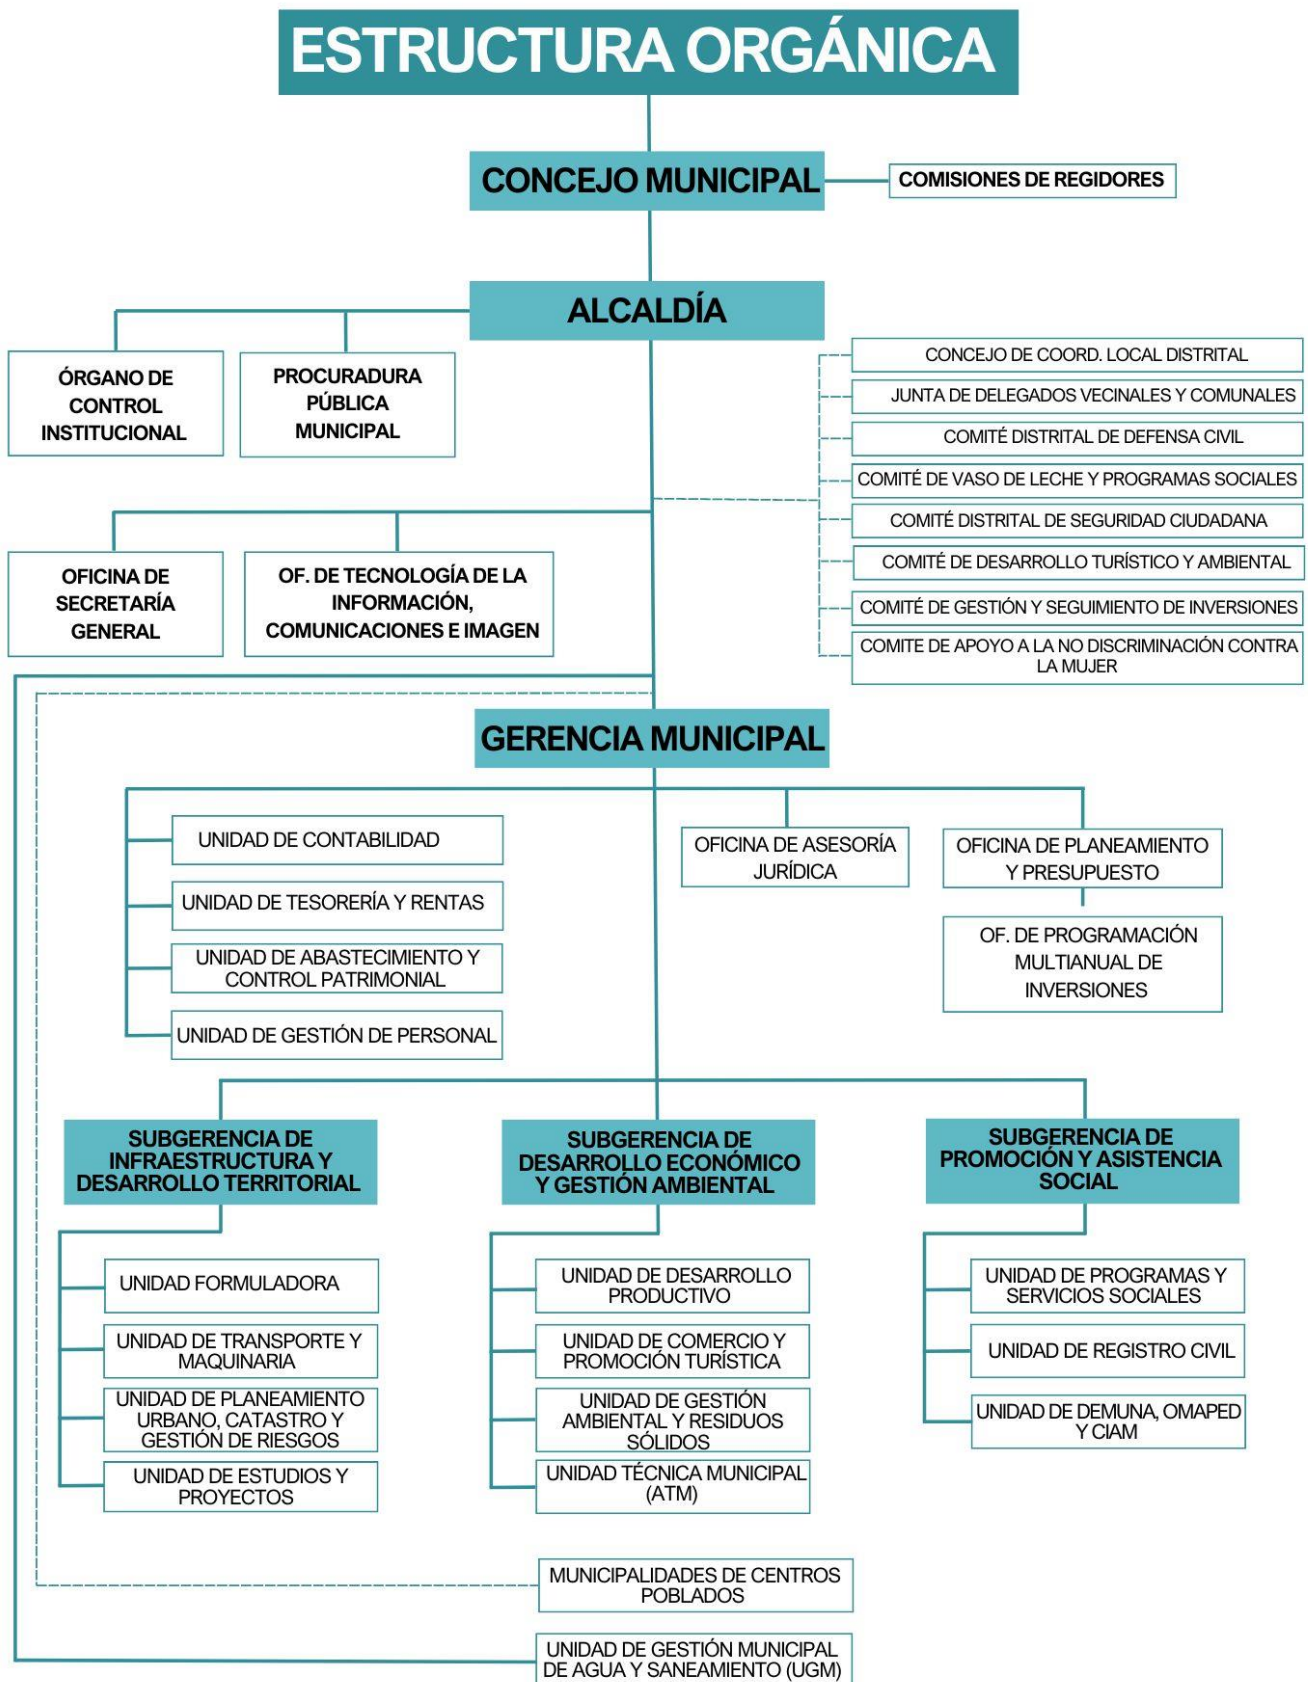 ESTRUCTURA ORGÁNICA
CONCEJO MUNICIPAL
COMISIONES DE REGIDORES
ALCALDÍA
ÓRGANO DE
CONTROL
INSTITUCIONAL
PROCURADURA
PÚBLICA
MUNICIPAL
CONCEJO DE COORD. LOCAL DISTRITAL
JUNTA DE DELEGADOS VECINALES Y COMUNALES
COMITÉ DISTRITAL DE DEFENSA CIVIL
COMITÉ DE VASO DE LECHE Y PROGRAMAS SOCIALES
COMITÉ DISTRITAL DE SEGURIDAD CIUDADANA
COMITÉ DE DESARROLLO TURÍSTICO Y AMBIENTAL
COMITÉ DE GESTIÓN Y SEGUIMIENTO DE INVERSIONES
COMITE DE APOYO A LA NO DISCRIMINACIÓN CONTRA
LA MUJER
OFICINA DE
SECRETARÍA
GENERAL
OF. DE TECNOLOGÍA DE LA
INFORMACIÓN,
COMUNICACIONES E IMAGEN
GERENCIA MUNICIPAL
UNIDAD DE CONTABILIDAD
UNIDAD DE TESORERÍA Y RENTAS
UNIDAD DE ABASTECIMIENTO Y
CONTROL PATRIMONIAL
UNIDAD DE GESTIÓN DE PERSONAL
OFICINA DE ASESORÍA
JURÍDICA
OFICINA DE PLANEAMIENTO
Y PRESUPUESTO
OF. DE PROGRAMACIÓN
MULTIANUAL DE
INVERSIONES
SUBGERENCIA DE
INFRAESTRUCTURA Y
DESARROLLO TERRITORIAL
UNIDAD FORMULADORA
UNIDAD DE TRANSPORTE Y
MAQUINARIA
UNIDAD DE PLANEAMIENTO
URBANO, CATASTRO Y
GESTIÓN DE RIESGOS
UNIDAD DE ESTUDIOS Y
PROYECTOS
SUBGERENCIA DE
DESARROLLO ECONÓMICO
Y GESTIÓN AMBIENTAL
UNIDAD DE DESARROLLO
PRODUCTIVO
UNIDAD DE COMERCIO Y
PROMOCIÓN TURÍSTICA
UNIDAD DE GESTIÓN
AMBIENTAL Y RESIDUOS
SÓLIDOS
UNIDAD TÉCNICA MUNICIPAL
(ATM)
SUBGERENCIA DE
PROMOCIÓN Y ASISTENCIA
SOCIAL
UNIDAD DE PROGRAMAS Y
SERVICIOS SOCIALES
UNIDAD DE REGISTRO CIVIL
UNIDAD DE DEMUNA, OMAPED
Y CIAM
MUNICIPALIDADES DE CENTROS
POBLADOS
UNIDAD DE GESTIÓN MUNICIPAL
DE AGUA Y SANEAMIENTO (UGM)